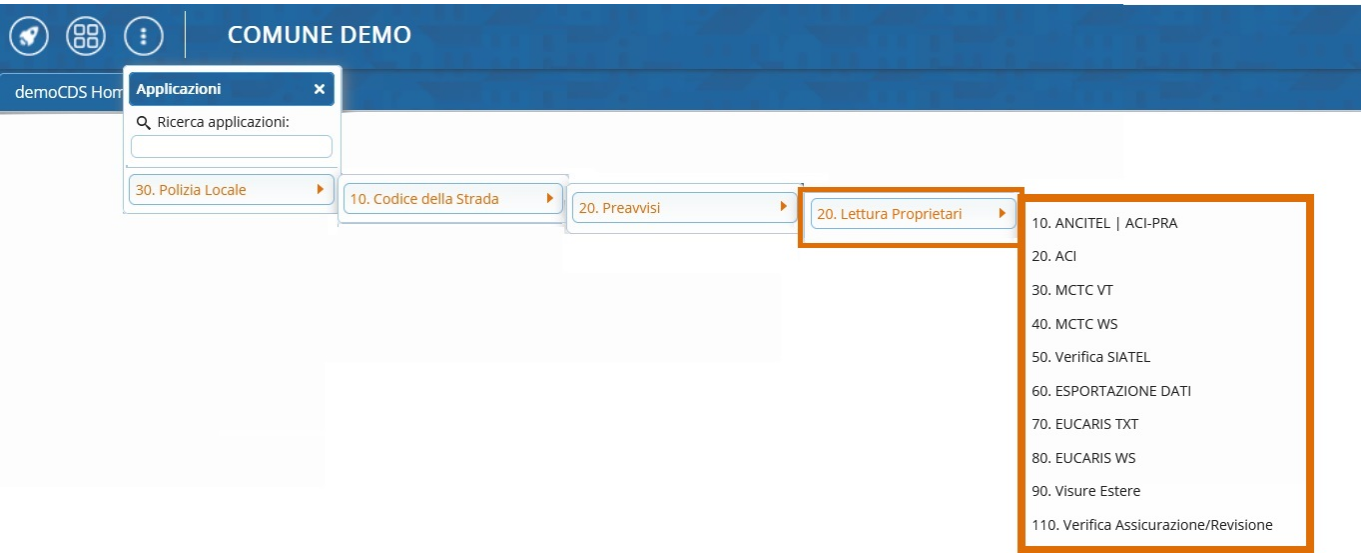 COMUNE DEMO
demoCDS Hom
Applicazioni
Ricerca applicazioni:
30. Polizia Locale
10. Codice della Strada
20. Preavvisi
20. Lettura Proprietari
10. ANCITEL | ACI-PRA
20. ACI
30. MCTC VT
40. MCTC WS
50. Verifica SIATEL
60. ESPORTAZIONE DATI
70. EUCARIS TXT
80. EUCARIS WS
90. Visure Estere
110. Verifica Assicurazione/Revisione